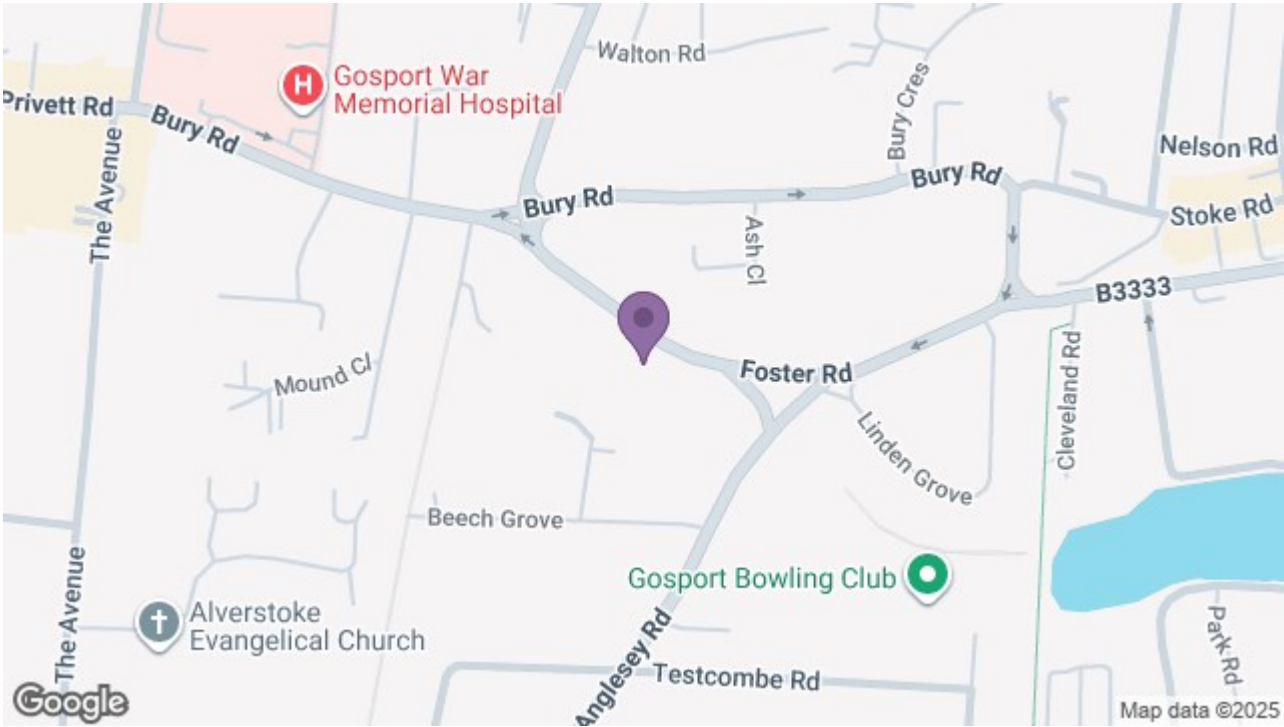 Walton Rd
Gosport War
Memorial Hospital
H
Privett Rd
Bury Rd
Bury Cres
Nelson Rd
The Avenue
Bury Rd
Bury Rd
Stoke Rd
Ash Cl
B3333
Mound Cl
Foster Rd
Cleveland Rd
Linden Grove
Beech Grove
Gosport Bowling Club
Alverstoke
Evangelical Church
The Avenue
Anglesey Rd
Testcombe Rd
Park Rd
Google
Map data ©2025